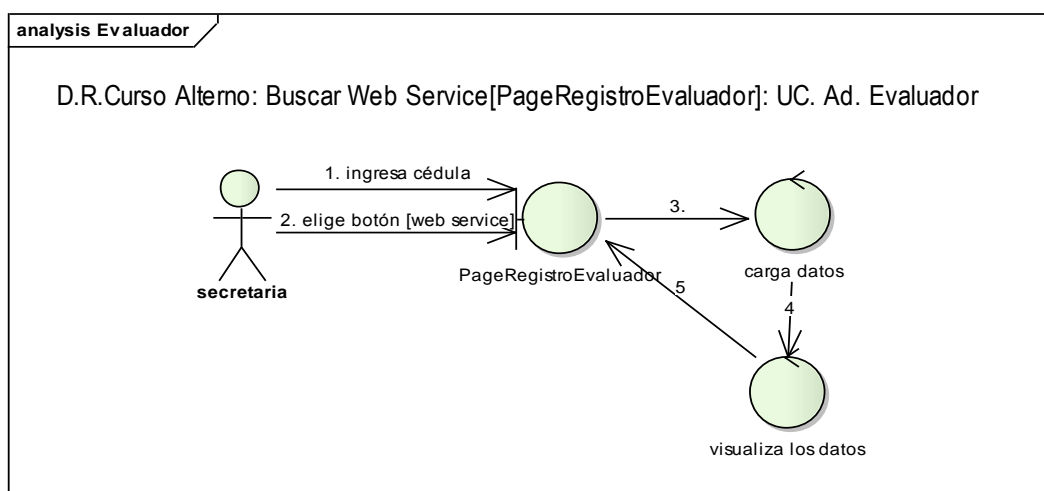 analysis Evaluador
D.R.Curso Alterno: Buscar Web Service[PageRegistroEvaluador]: UC. Ad. Evaluador
1. ingresa cédula
2. elige botón [web service]
3.
PageRegistroEvaluador
carga datos
secretaria
5
4
visualiza los datos